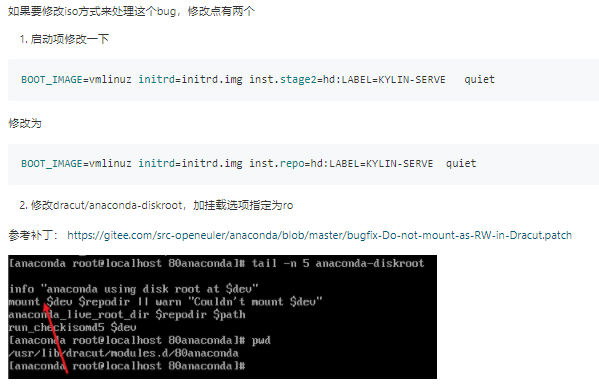 如果要修改iso方式来处理这个bug，修改点有两个
1. 启动项修改一下
BOOT_IMAGE=vmlinuz initrd=initrd.img inst.stage2=hd:LABEL=KYLIN-SERVE   quiet
修改为
BOOT_IMAGE=vmlinuz initrd=initrd.img inst.repo=hd:LABEL=KYLIN-SERVE  quiet
2. 修改dracut/anaconda-diskroot，加挂载选项指定为ro
参考补丁： https://gitee.com/src-openeuler/anaconda/blob/master/bugfix-Do-not-mount-as-RW-in-Dracut.patch
[anaconda root@localhost 80anaconda]# tail -n 5 anaconda-diskroot
info "anaconda using disk root at $dev"
mount $dev $repodir || warn "Couldn't mount $dev"
anaconda_live_root_dir $repodir $path
run_checkisomd5 $dev
[anaconda root@localhost 80anaconda]# pwd
/usr/lib/dracut/modules.d/80anaconda
[anaconda root@localhost 80anaconda]#